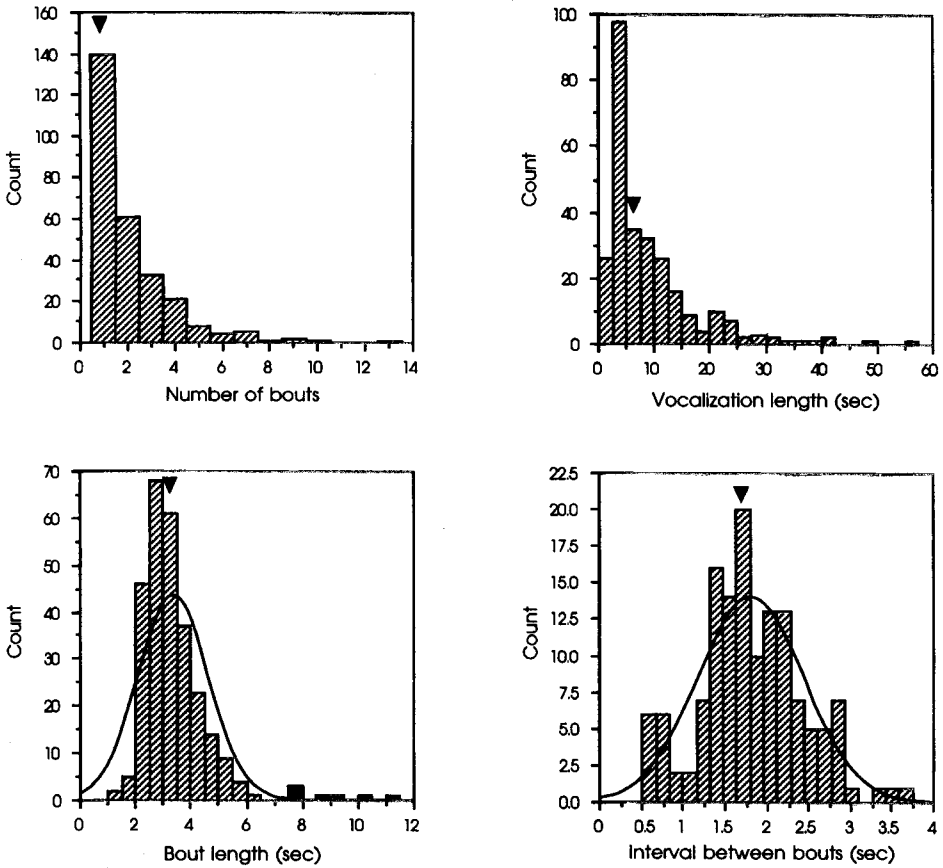 160
140
120
100
80
60
40
20
0
Count
0 2 4 6 8 10 12 14
Number of bouts
100
80
60
40
20
0
Count
0 10 20 30 40 50 60
Vocalization length (sec)
70
60
50
40
30
20
10
0
Count
0 2 4 6 8 10 12
Bout length (sec)
22.5
20.0
17.5
15.0
12.5
10.0
7.5
5.0
2.5
0.0
Count
0 0.5 1 1.5 2 2.5 3 3.5 4
Interval between bouts (sec)